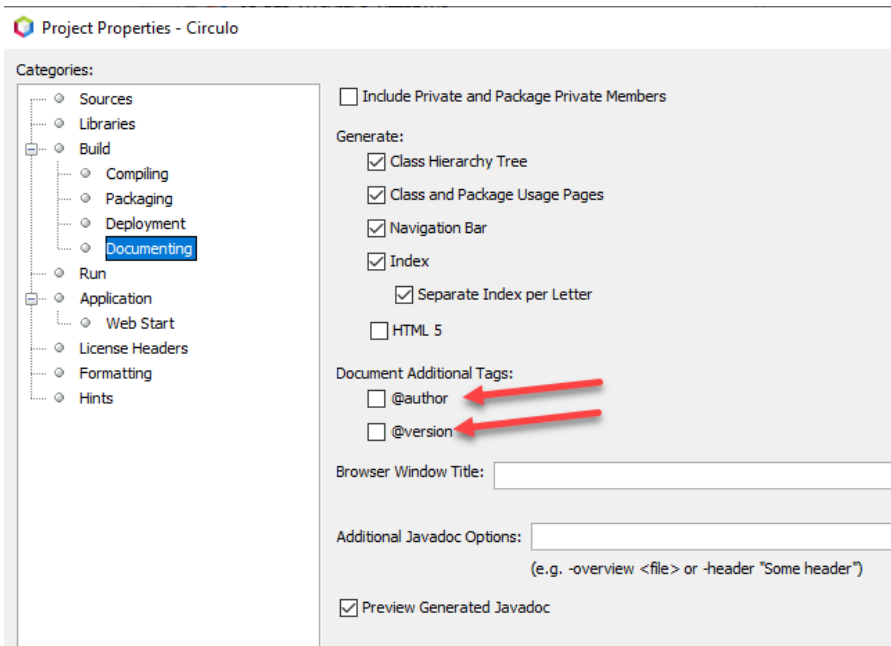 Project Properties - Circulo
Categories:
Sources
Libraries
Build
Compiling
Packaging
Deployment
Documenting
Run
Application
Web Start
License Headers
Formatting
Hints
Include Private and Package Private Members
Generate:
Class Hierarchy Tree
Class and Package Usage Pages
Navigation Bar
Index
Separate Index per Letter
HTML 5
Document Additional Tags:
@author
@version
Browser Window Title:
Additional Javadoc Options:
(e.g. -overview <file> or -header "Some header")
Preview Generated Javadoc